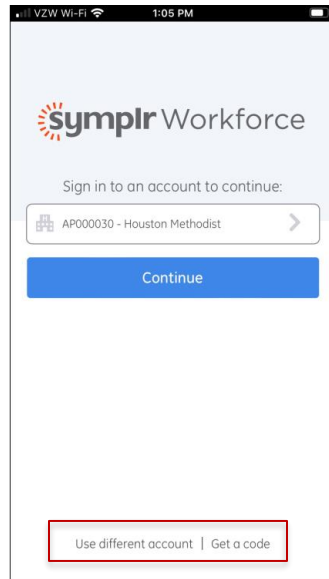 VZW Wi-Fi 1:05 PM
symplr Workforce
Sign in to an account to continue:
AP000030 - Houston Methodist
Continue
Use different account | Get a code